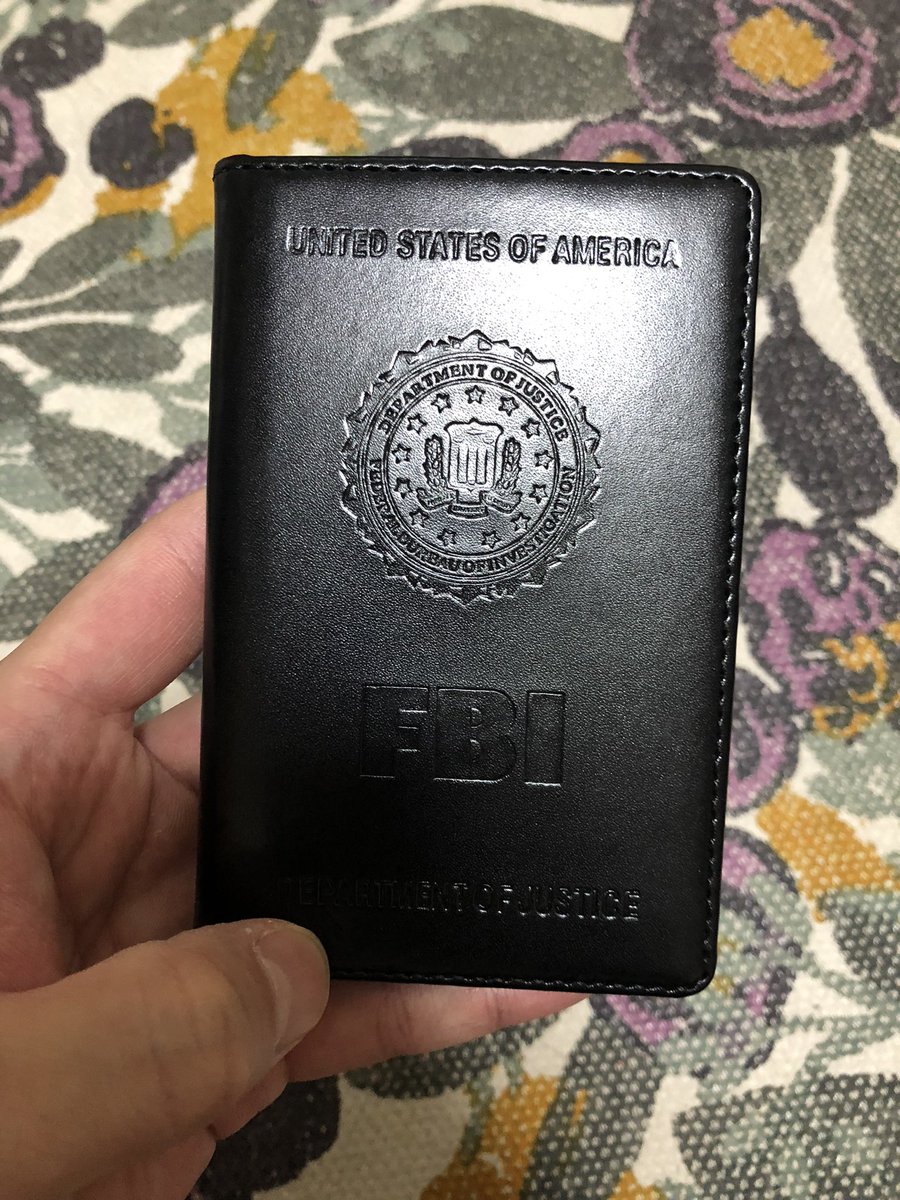 UNITED STATES OF AMERICA
DEPARTMENT OF JUSTICE
FEDERAL BUREAU OF INVESTIGATION
FBI
DEPARTMENT OF JUSTICE